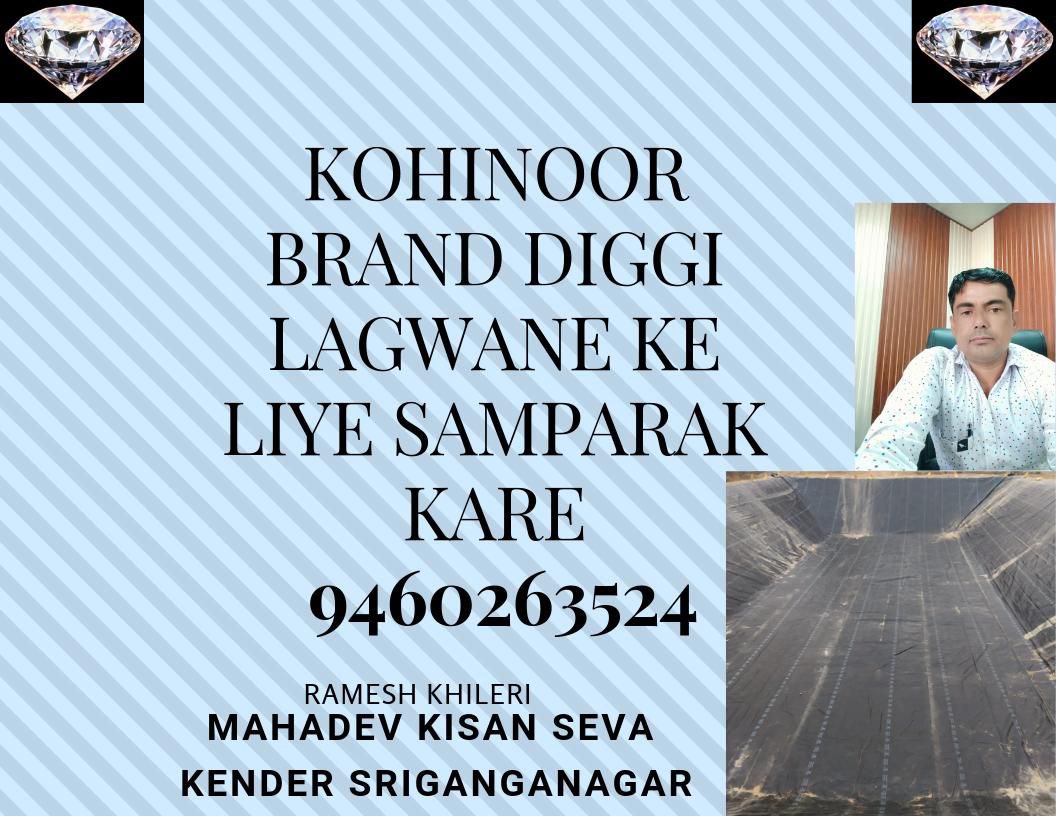 KOHINOOR
BRAND DIGGI
LAGWANE KE
LIYE SAMPARAK
KARE
9460263524
RAMESH KHILERI
MAHADEV KISAN SEVA
KENDER SRIGANGANAGAR